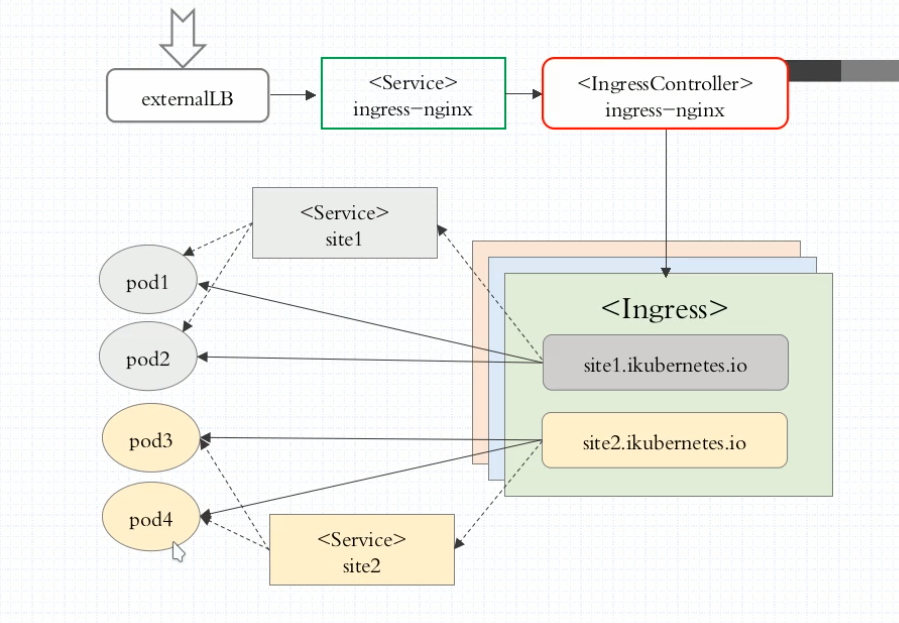 externalLB
<Service>
ingress-nginx
<IngressController>
ingress-nginx
<Service>
site1
pod1
pod2
<Ingress>
site1.ikubernetes.io
site2.ikubernetes.io
pod3
pod4
<Service>
site2